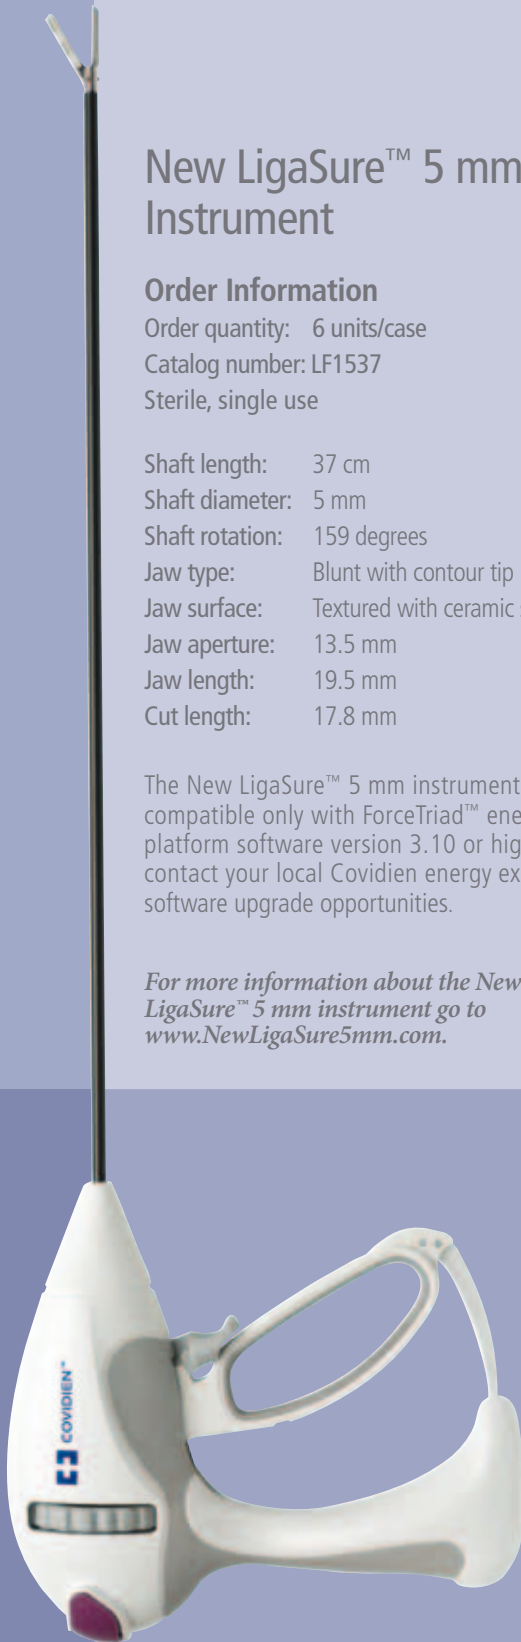 New LigaSure™ 5 mm
Instrument
Order Information
Order quantity: 6 units/case
Catalog number: LF1537
Sterile, single use
Shaft length: 37 cm
Shaft diameter: 5 mm
Shaft rotation: 159 degrees
Jaw type: Blunt with contour tip
Jaw surface: Textured with ceramic
Jaw aperture: 13.5 mm
Jaw length: 19.5 mm
Cut length: 17.8 mm
The New LigaSure™ 5 mm instrument
compatible only with ForceTriad™
platform software version 3.10 or
contact your local Covidien energy
software upgrade opportunities.
For more information about the New
LigaSure™ 5 mm instrument go to
www.NewLigaSure5mm.com.
COVIDIEN™